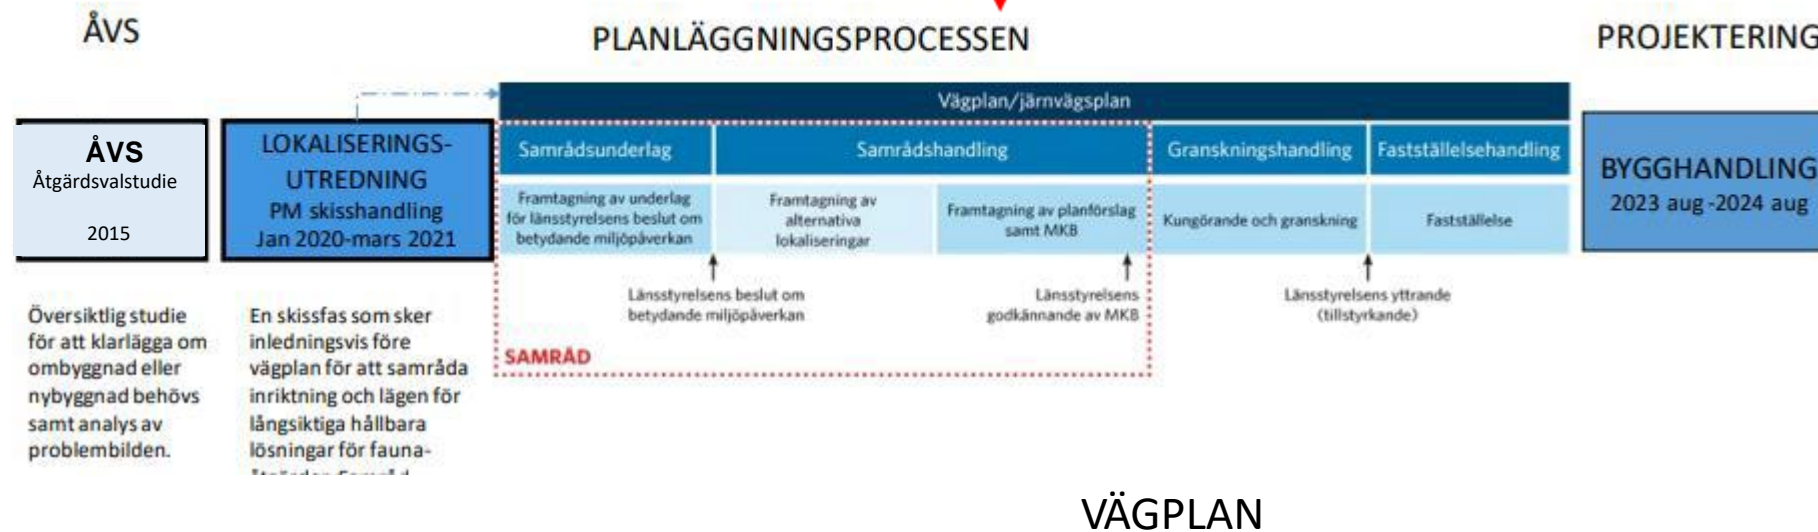 ÅVS
PLANLÄGGNINGSPROCESSEN
PROJEKTERING
ÅVS
Åtgärdsvalstudie
2015
LOKALISERINGS-
UTREDNING
PM skisshandling
Jan 2020-mars 2021
Vägplan/järnvägsplan
Samrådsunderlag
Samrådshandling
Granskningshandling
Fastställelsehandling
Framtagning av underlag
för länsstyrelsens beslut om
betydande miljöpåverkan
Framtagning av
alternativa
lokaliseringar
Framtagning av planförslag
samt MKB
Kungörande och granskning
Fastställelse
BYGGHANDLING
2023 aug -2024 aug
Länsstyrelsens beslut om
betydande miljöpåverkan
Länsstyrelsens
godkännande av MKB
Länsstyrelsens yttrande
(tillstyrkande)
SAMRÅD
Översiktlig studie
för att klarlägga om
ombyggnad eller
nybyggnad behövs
samt analys av
problembilden.
En skissfas som sker
inledningsvis före
vägplan för att samråda
inriktning och lägen för
långsiktiga hållbara
lösningar för fauna-
VÄGPLAN